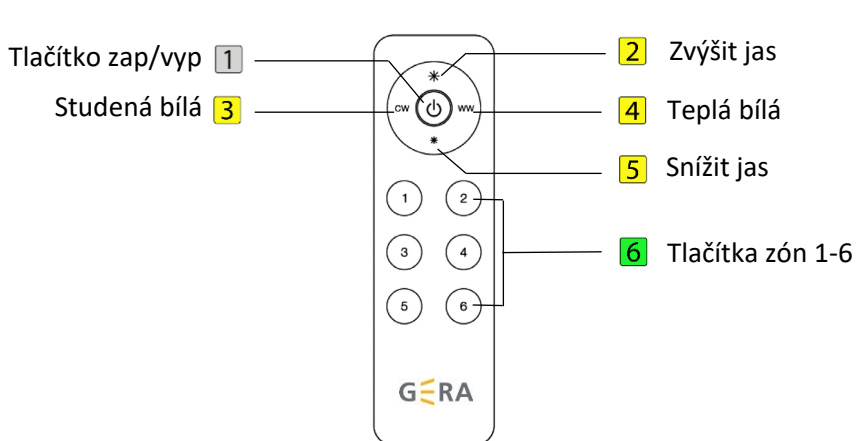 Tlačítko zap/vyp 1
2 Zvýšit jas
Studená bílá 3
CW
WW
4 Teplá bílá
5 Snížit jas
1
2
3
4
6 Tlačítka zón 1-6
5
6
GERA